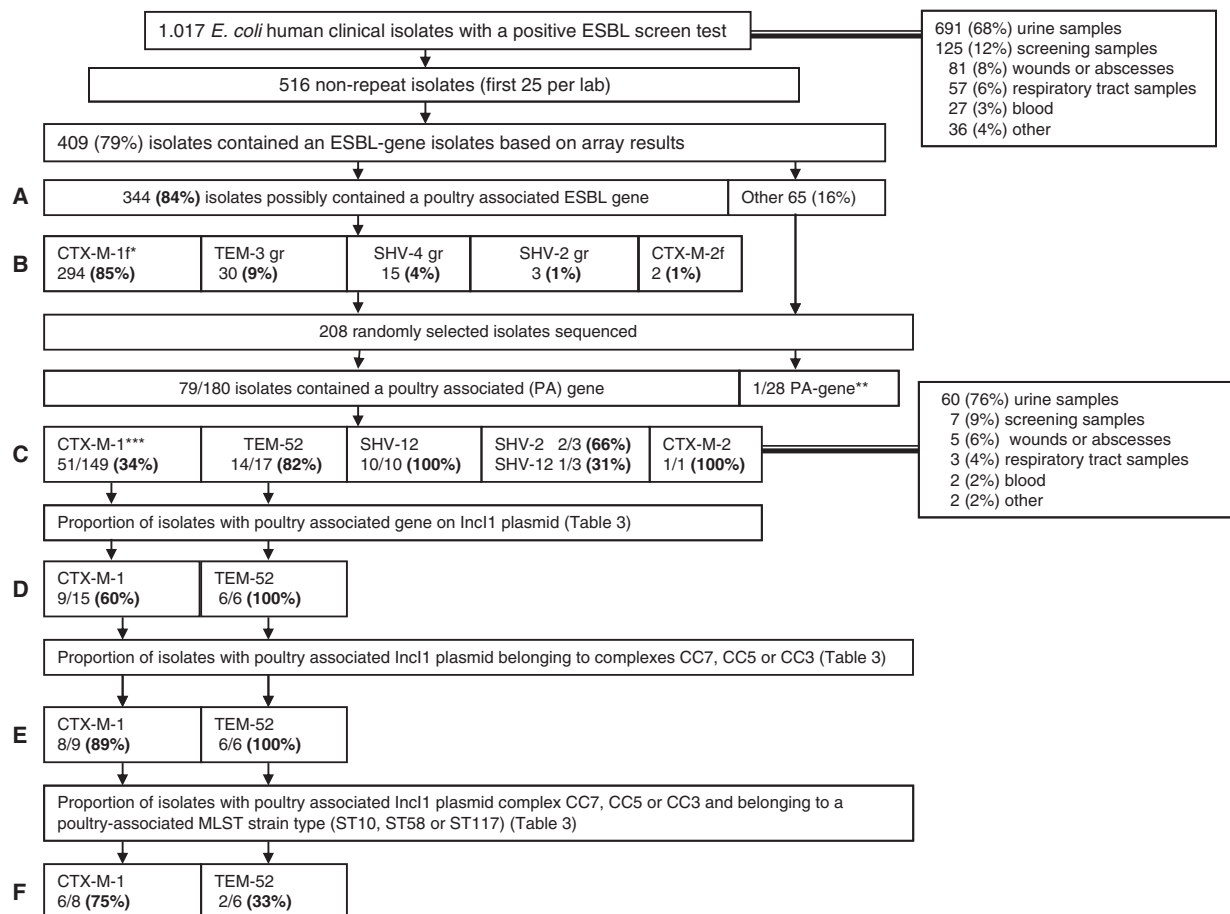 1.017 E. coli human clinical isolates with a positive ESBL screen test
691 (68%) urine samples
125 (12%) screening samples
81 (8%) wounds or abscesses
57 (6%) respiratory tract samples
27 (3%) blood
36 (4%) other
516 non-repeat isolates (first 25 per lab)
409 (79%) isolates contained an ESBL-gene isolates based on array results
A
344 (84%) isolates possibly contained a poultry associated ESBL gene
Other 65 (16%)
B
CTX-M-1f*
294 (85%)
TEM-3 gr
30 (9%)
SHV-4 gr
15 (4%)
SHV-2 gr
3 (1%)
CTX-M-2f
2 (1%)
208 randomly selected isolates sequenced
79/180 isolates contained a poultry associated (PA) gene
1/28 PA-gene**
60 (76%) urine samples
7 (9%) screening samples
5 (6%) wounds or abscesses
3 (4%) respiratory tract samples
2 (2%) blood
2 (2%) other
C
CTX-M-1***
51/149 (34%)
TEM-52
14/17 (82%)
SHV-12
10/10 (100%)
SHV-2 2/3 (66%)
SHV-12 1/3 (31%)
CTX-M-2
1/1 (100%)
Proportion of isolates with poultry associated gene on IncI1 plasmid (Table 3)
D
CTX-M-1
9/15 (60%)
TEM-52
6/6 (100%)
Proportion of isolates with poultry associated IncI1 plasmid belonging to complexes CC7, CC5 or CC3 (Table 3)
E
CTX-M-1
8/9 (89%)
TEM-52
6/6 (100%)
Proportion of isolates with poultry associated IncI1 plasmid complex CC7, CC5 or CC3 and belonging to a
poultry-associated MLST strain type (ST10, ST58 or ST117) (Table 3)
F
CTX-M-1
6/8 (75%)
TEM-52
2/6 (33%)